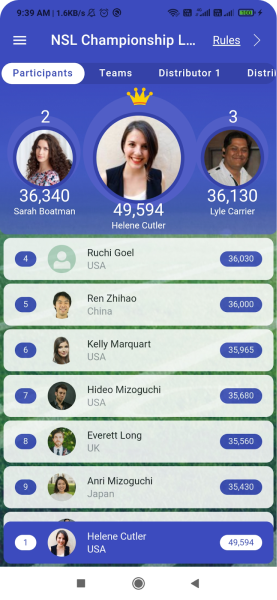 9:39 AM | 1.6KB/s
NSL Championship L...
Rules
Participants
Teams
Distributor 1
Distri
2
3
36,340
Sarah Boatman
49,594
Helene Cutler
36,130
Lyle Carrier
4
Ruchi Goel
USA
36,030
5
Ren Zhihao
China
36,000
6
Kelly Marquart
USA
35,965
7
Hideo Mizoguchi
USA
35,680
8
Everett Long
UK
35,560
9
Anri Mizoguchi
Japan
35,430
1
Helene Cutler
USA
49,594